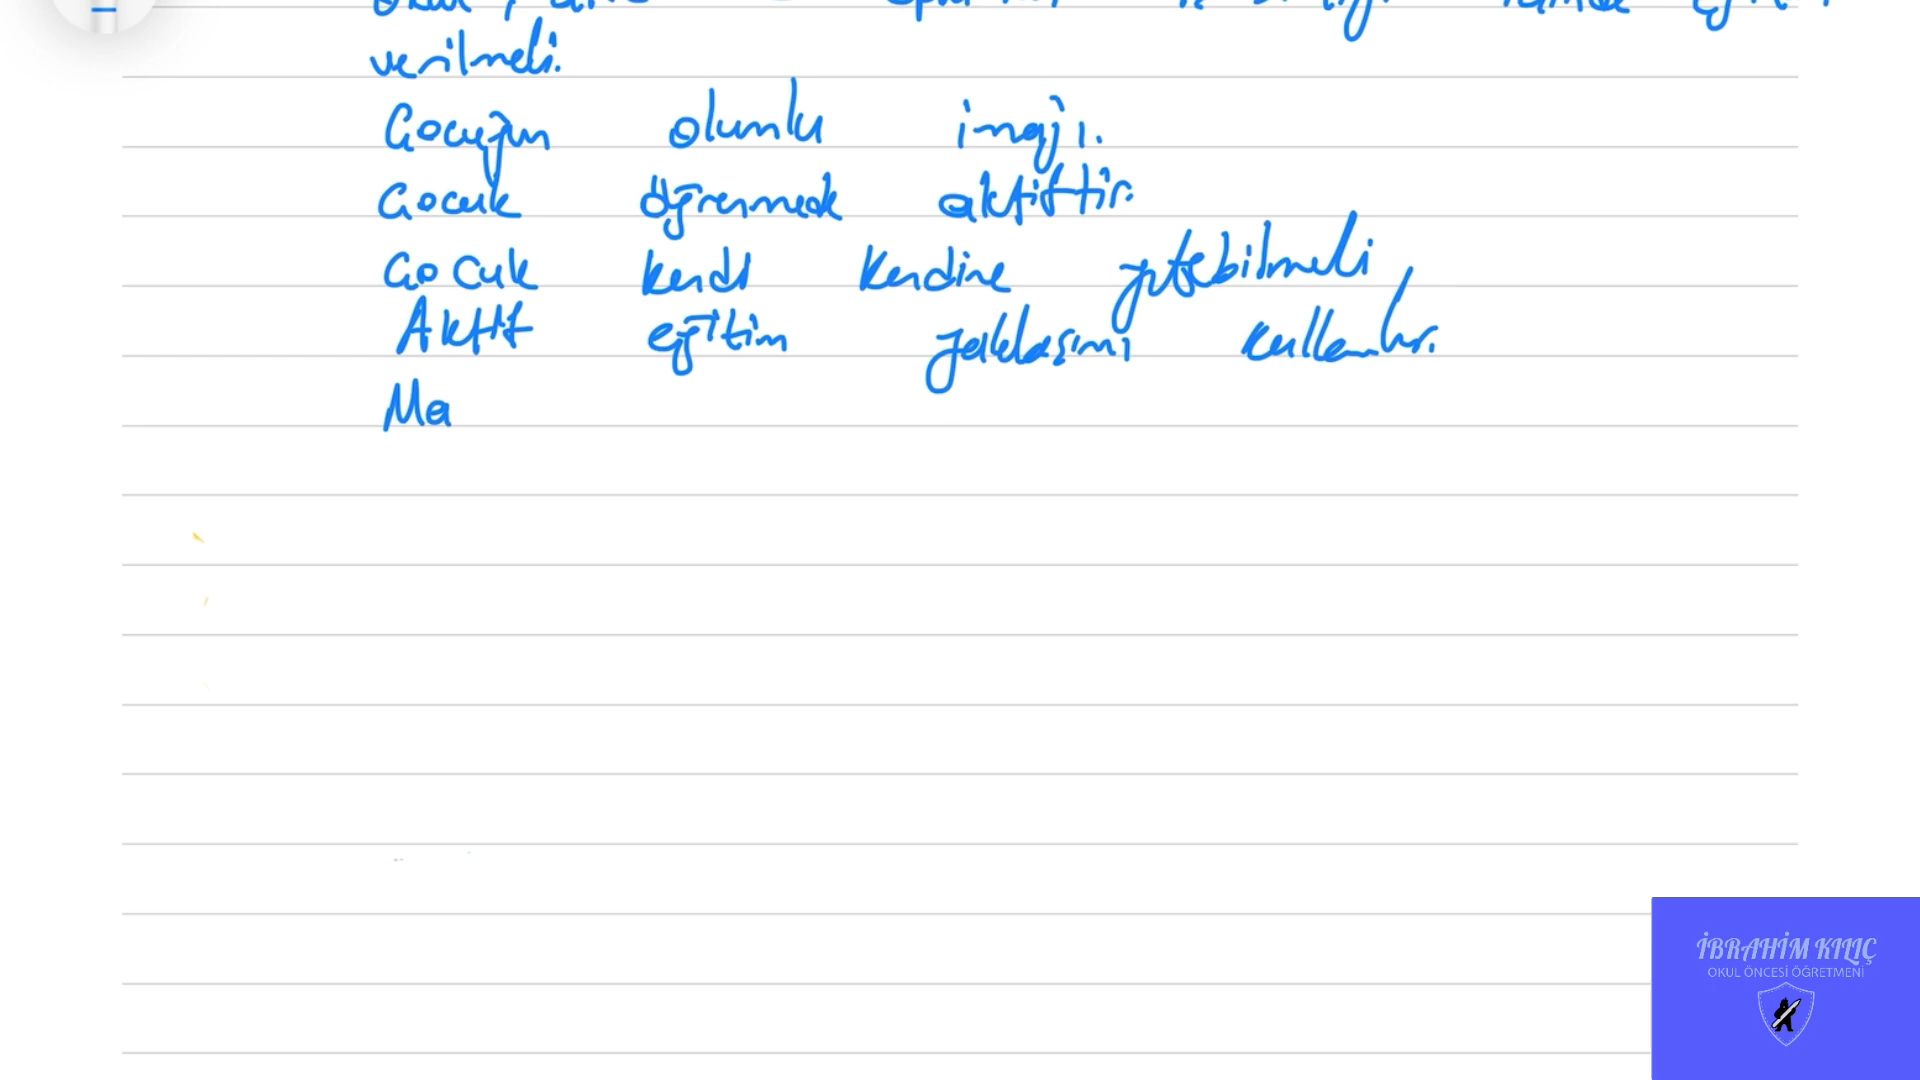 verilmeli.
Çocuğun olumlu imajı.
Çocuk öğrenmede aktiftir.
Çocuk kendi kendine yetebilmeli
Aktif eğitim yaklaşımı kullanılır.
Ma
İBRAHİM KILIÇ
OKUL ÖNCESİ ÖĞRETMENİ